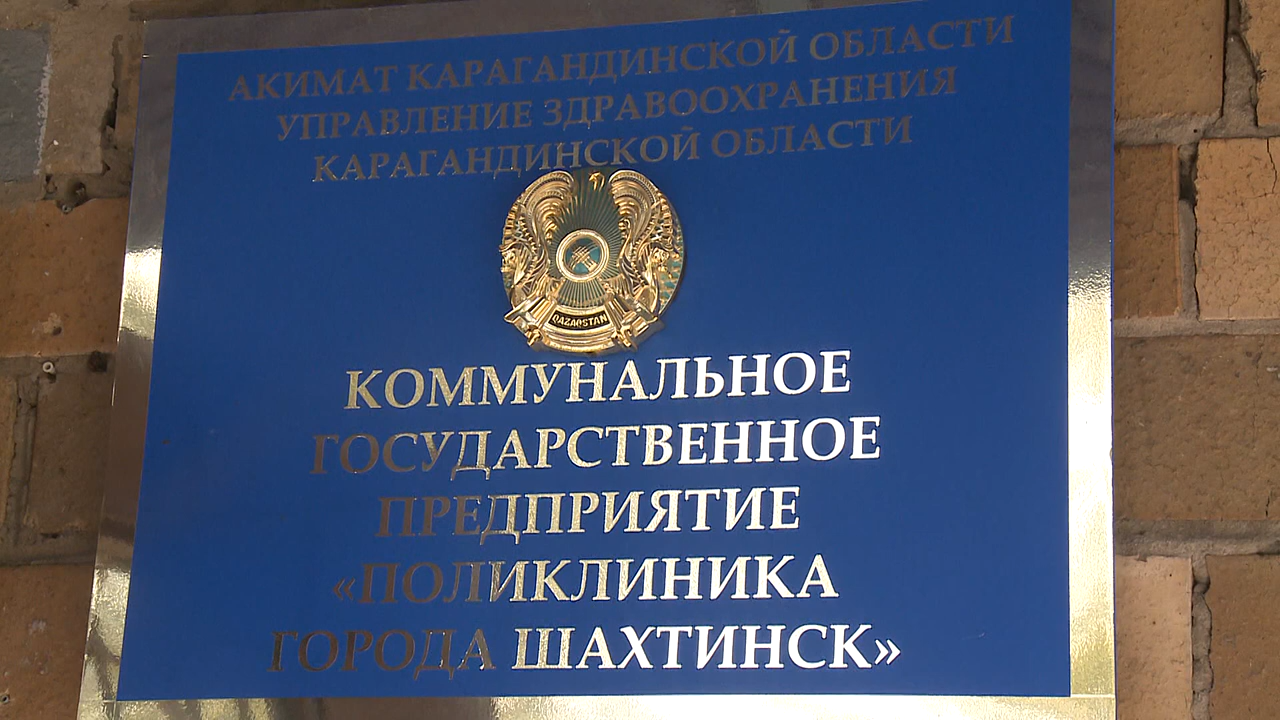 АКИМАТ КАРАГАНДИНСКОЙ ОБЛАСТИ
УПРАВЛЕНИЕ ЗДРАВООХРАНЕНИЯ
КАРАГАНДИНСКОЙ ОБЛАСТИ
QAZAQSTAN
КОММУНАЛЬНОЕ
ГОСУДАРСТВЕННОЕ
ПРЕДПРИЯТИЕ
«ПОЛИКЛИНИКА
ГОРОДА ШАХТИНСК»